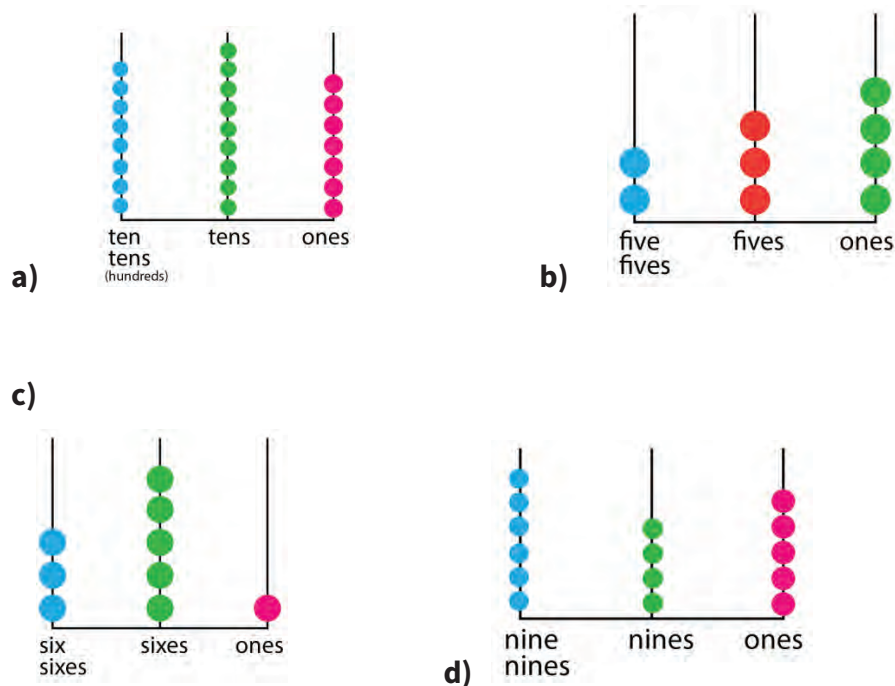 ten tens ones
tens
(hundreds)
a)
five fives ones
fives
b)
c)
six sixes ones
sixes
nine nines ones
nines
d)